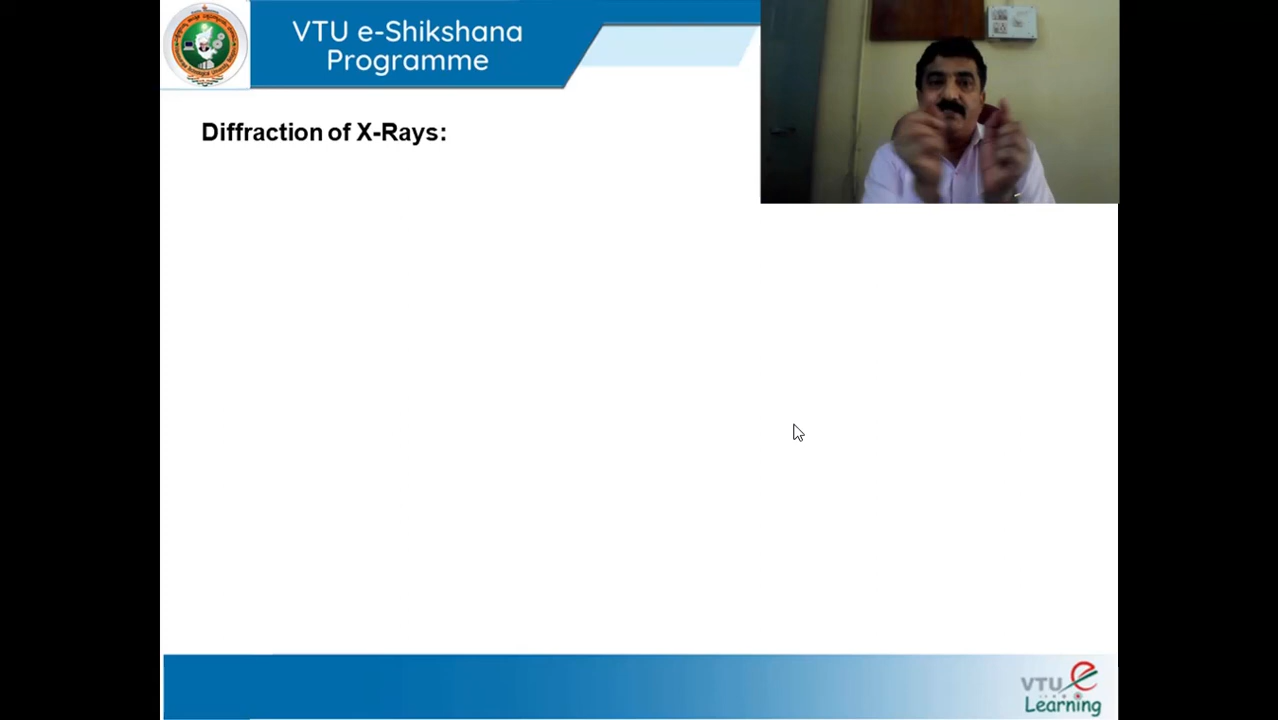 VTU e-Shikshana
Programme
Diffraction of X-Rays:
VTU e
Learning